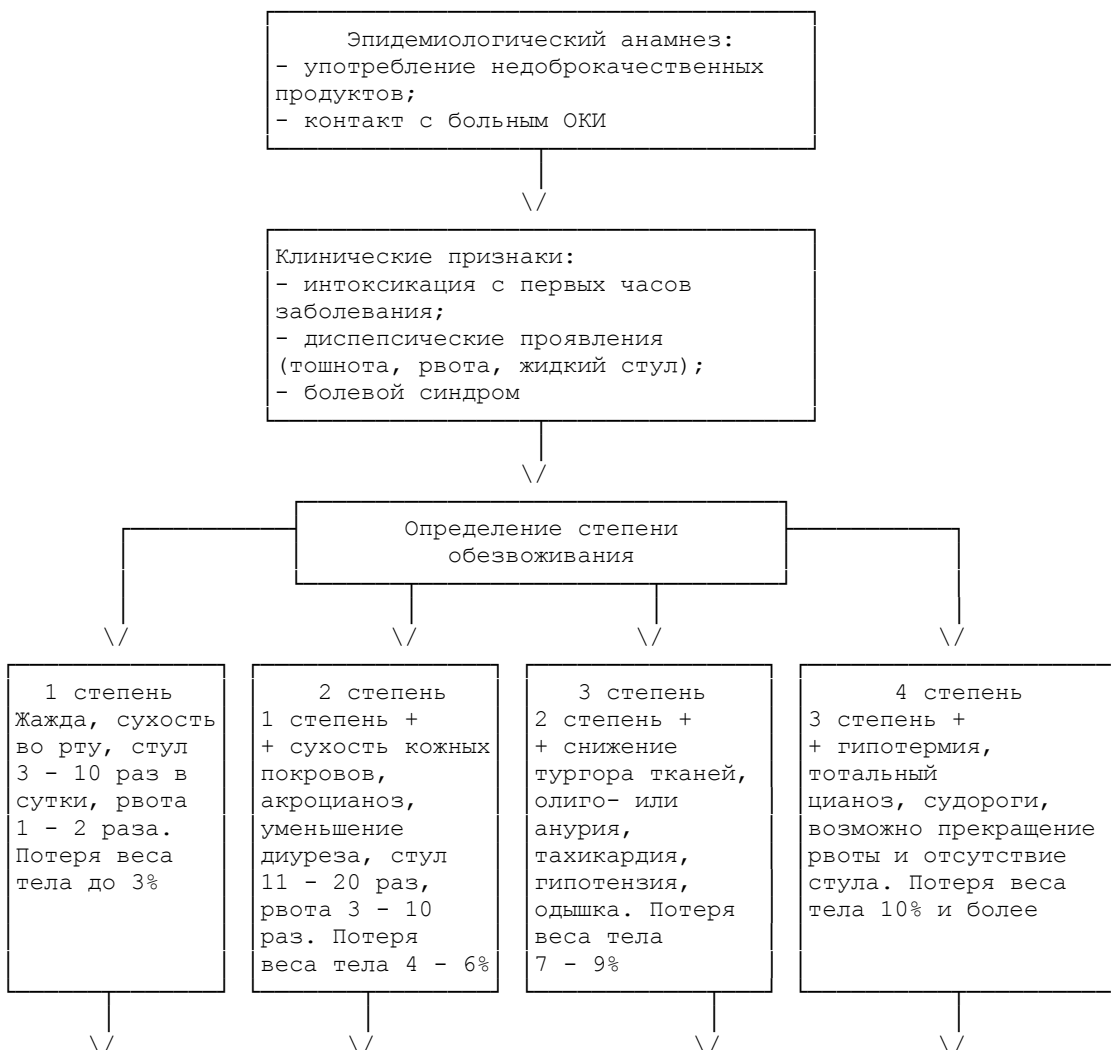 Эпидемиологический анамнез:
- употребление недоброкачественных
продуктов;
- контакт с больным ОКИ
Клинические признаки:
- интоксикация с первых часов
заболевания;
- диспепсические проявления
(тошнота, рвота, жидкий стул);
- болевой синдром
Определение степени
обезвоживания
1 степень
Жажда, сухость
во рту, стул
3 - 10 раз в
сутки, рвота
1 - 2 раза.
Потеря веса
тела до 3%
2 степень
1 степень +
+ сухость кожных
покровов,
акроцианоз,
уменьшение
диуреза, стул
11 - 20 раз,
рвота 3 - 10
раз. Потеря
веса тела 4 - 6%
3 степень
2 степень +
+ снижение
тургора тканей,
олиго- или
анурия,
тахикардия,
гипотензия,
одышка. Потеря
веса тела
7 - 9%
4 степень
3 степень +
+ гипотермия,
тотальный
цианоз, судороги,
возможно прекращение
рвоты и отсутствие
стула. Потеря веса
тела 10% и более